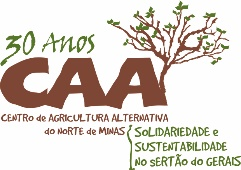 30 ANOS
CAA
CENTRO de AGRICULTURA ALTERNATIVA
do NORTE de MINAS
SOLIDARIEDADE e
SUSTENTABILIDADE
NO SERTÃO do GERAIS